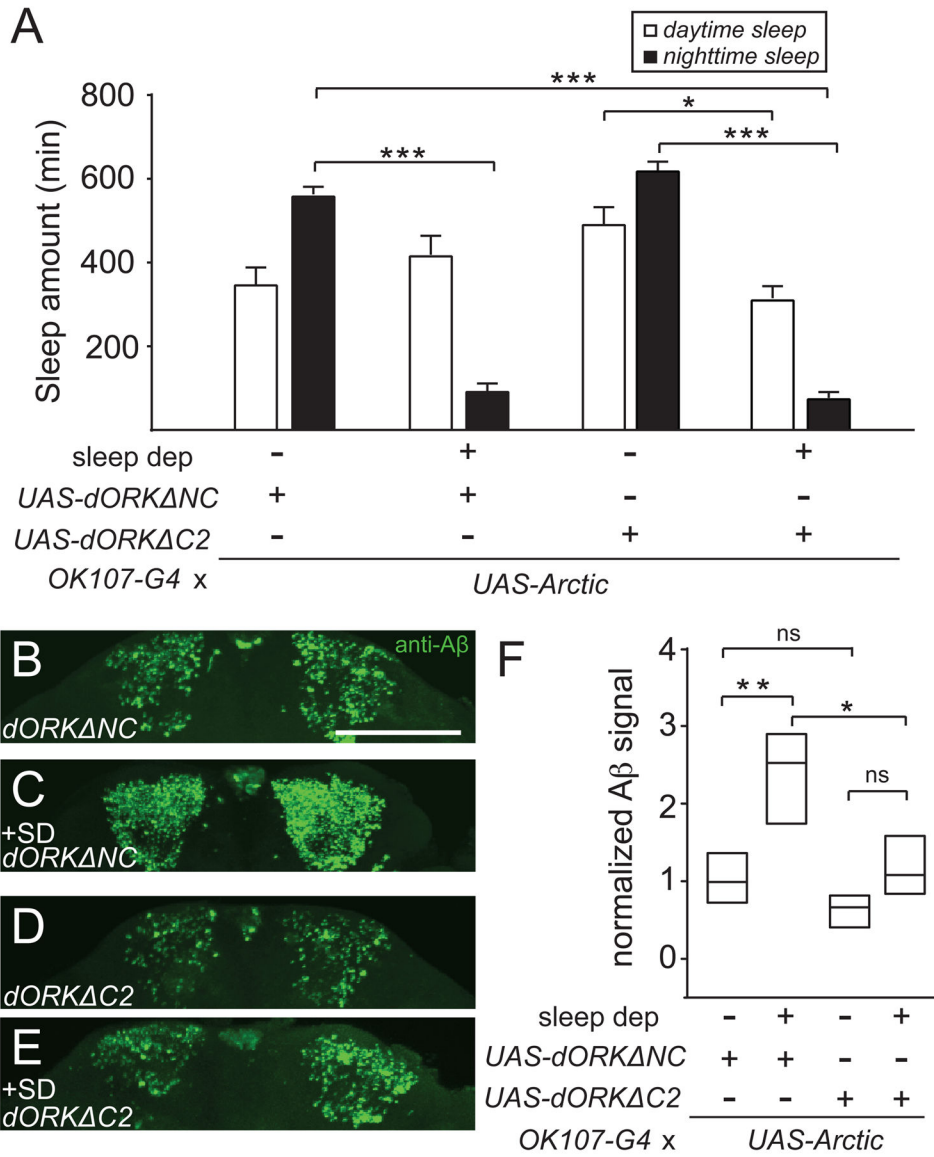 A
daytime sleep
nighttime sleep
***
*
***
***
800
600
400
200
Sleep amount (min)
sleep dep - + - +
UAS-dORKΔNC + + - -
UAS-dORKΔC2 - - + +
OK107-G4 x UAS-Arctic
B
anti-Aβ
dORKΔNC
C
+SD
dORKΔNC
D
dORKΔC2
E
+SD
dORKΔC2
F
ns
**
*
ns
4
3
2
1
0
normalized Aβ signal
sleep dep - + - +
UAS-dORKΔNC + + - -
UAS-dORKΔC2 - - + +
OK107-G4 x UAS-Arctic